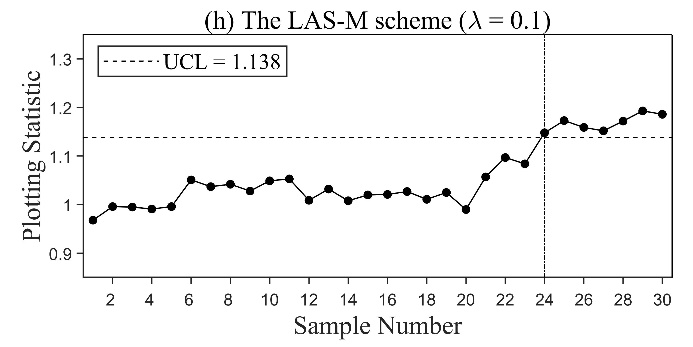 (h) The LAS-M scheme (λ = 0.1)
UCL = 1.138
Plotting Statistic
1.3
1.2
1.1
1
0.9
2 4 6 8 10 12 14 16 18 20 22 24 26 28 30
Sample Number